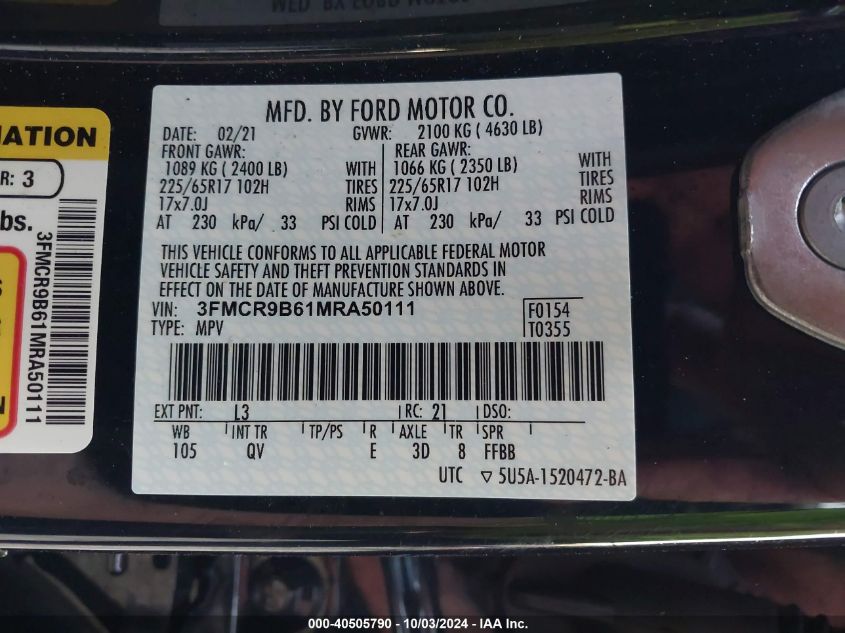 MFD. BY FORD MOTOR CO.
DATE: 02/21 GVWR: 2100 KG ( 4630 LB)
FRONT GAWR: REAR GAWR:
1089 KG ( 2400 LB) WITH 1066 KG ( 2350 LB) WITH
225/65R17 102H TIRES 225/65R17 102H TIRES
17x7.0J RIMS 17x7.0J RIMS
AT 230 kPa/ 33 PSI COLD AT 230 kPa/ 33 PSI COLD
THIS VEHICLE CONFORMS TO ALL APPLICABLE FEDERAL MOTOR
VEHICLE SAFETY AND THEFT PREVENTION STANDARDS IN
EFFECT ON THE DATE OF MANUFACTURE SHOWN ABOVE.
VIN: 3FMCR9B61MRA50111 F0154
TYPE: MPV T0355
EXT PNT: L3 RC: 21 DSO:
WB INT TR TP/PS R AXLE TR SPR
105 QV E 3D 8 FFBB
UTC ▽ 5U5A-1520472-BA
MATION
R: 3
bs.
3FMCR9B61MRA50111
000-40505790 - 10/03/2024 - IAA Inc.